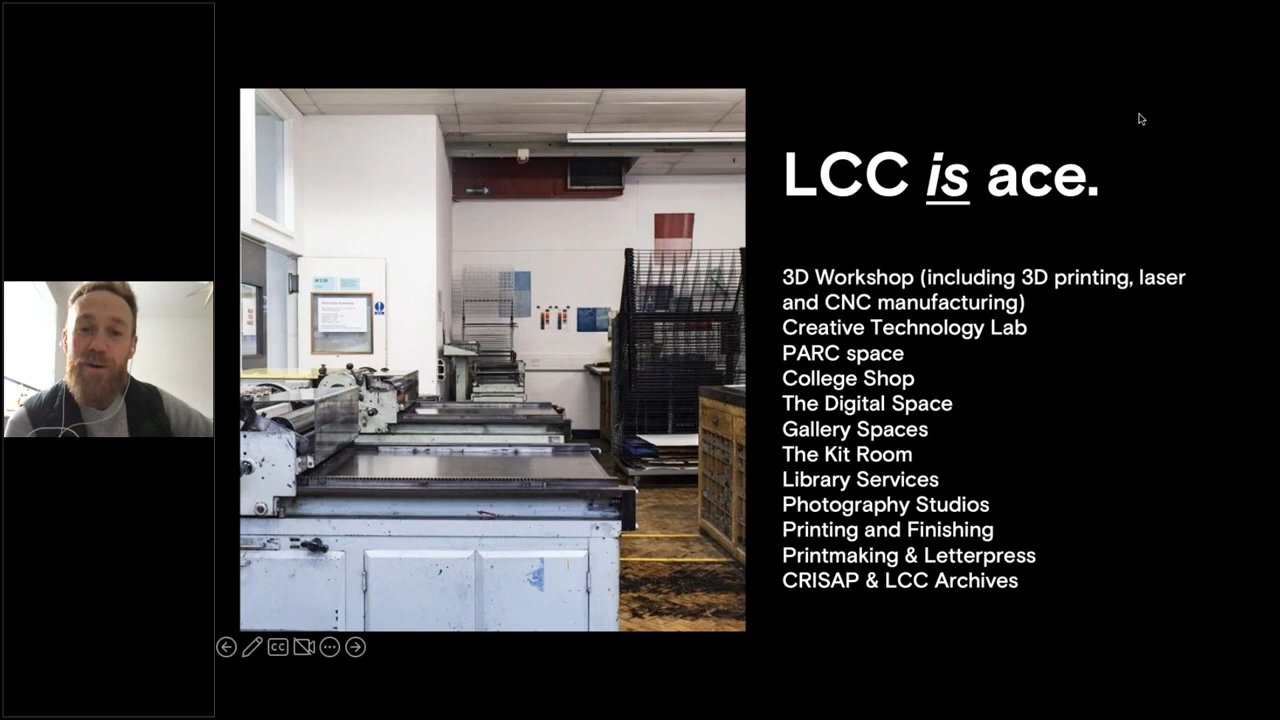 LCC is ace.
3D Workshop (including 3D printing, laser
and CNC manufacturing)
Creative Technology Lab
PARC space
College Shop
The Digital Space
Gallery Spaces
The Kit Room
Library Services
Photography Studios
Printing and Finishing
Printmaking & Letterpress
CRISAP & LCC Archives
CC